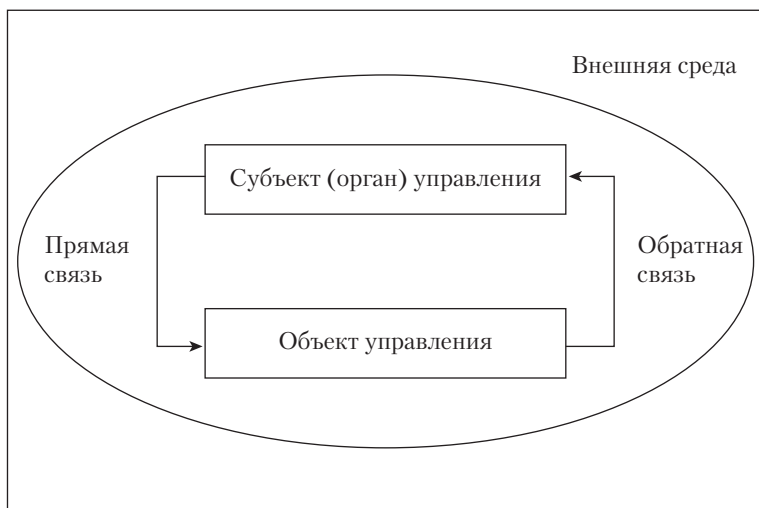 Внешняя среда
Субъект (орган) управления
Прямая
связь
Обратная
связь
Объект управления